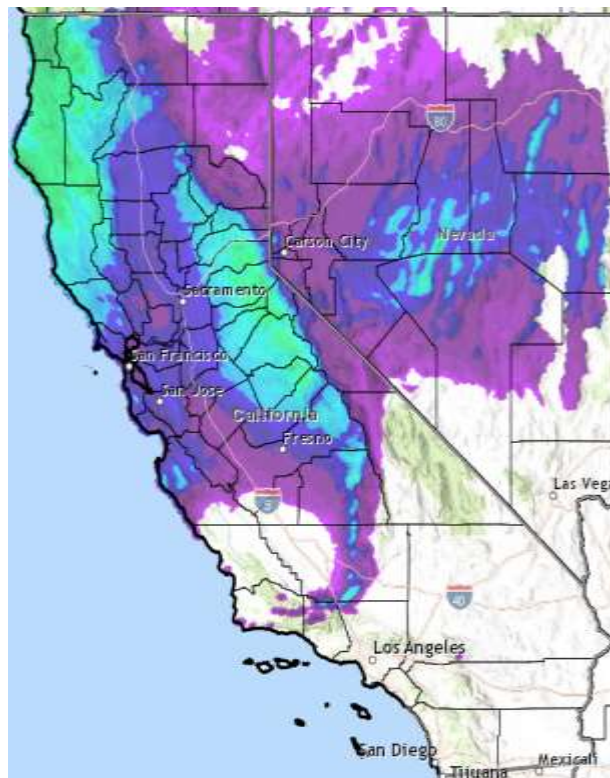 80
Nevada
Carson City
Sacramento
San Francisco
San Jose
California
Fresno
Las Vega
5
40
Los Angeles
San Diego
Mexicali
Tijuana